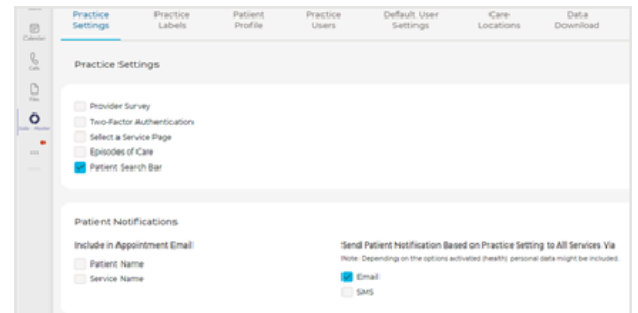 Practice Settings
Practice Labels
Patient Profile
Practice Users
Default User Settings
Care Locations
Data Download
Calendar
Calls
Files
Practice Settings
Provider Survey
Two-Factor Authentication
Select a Service Page
Episodes of Care
Patient Search Bar
Patient Notifications
Include in Appointment Email
Patient Name
Service Name
Send Patient Notification Based on Practice Setting to All Services Via
Note: Depending on the options activated (health) personal data might be included.
Email
SMS